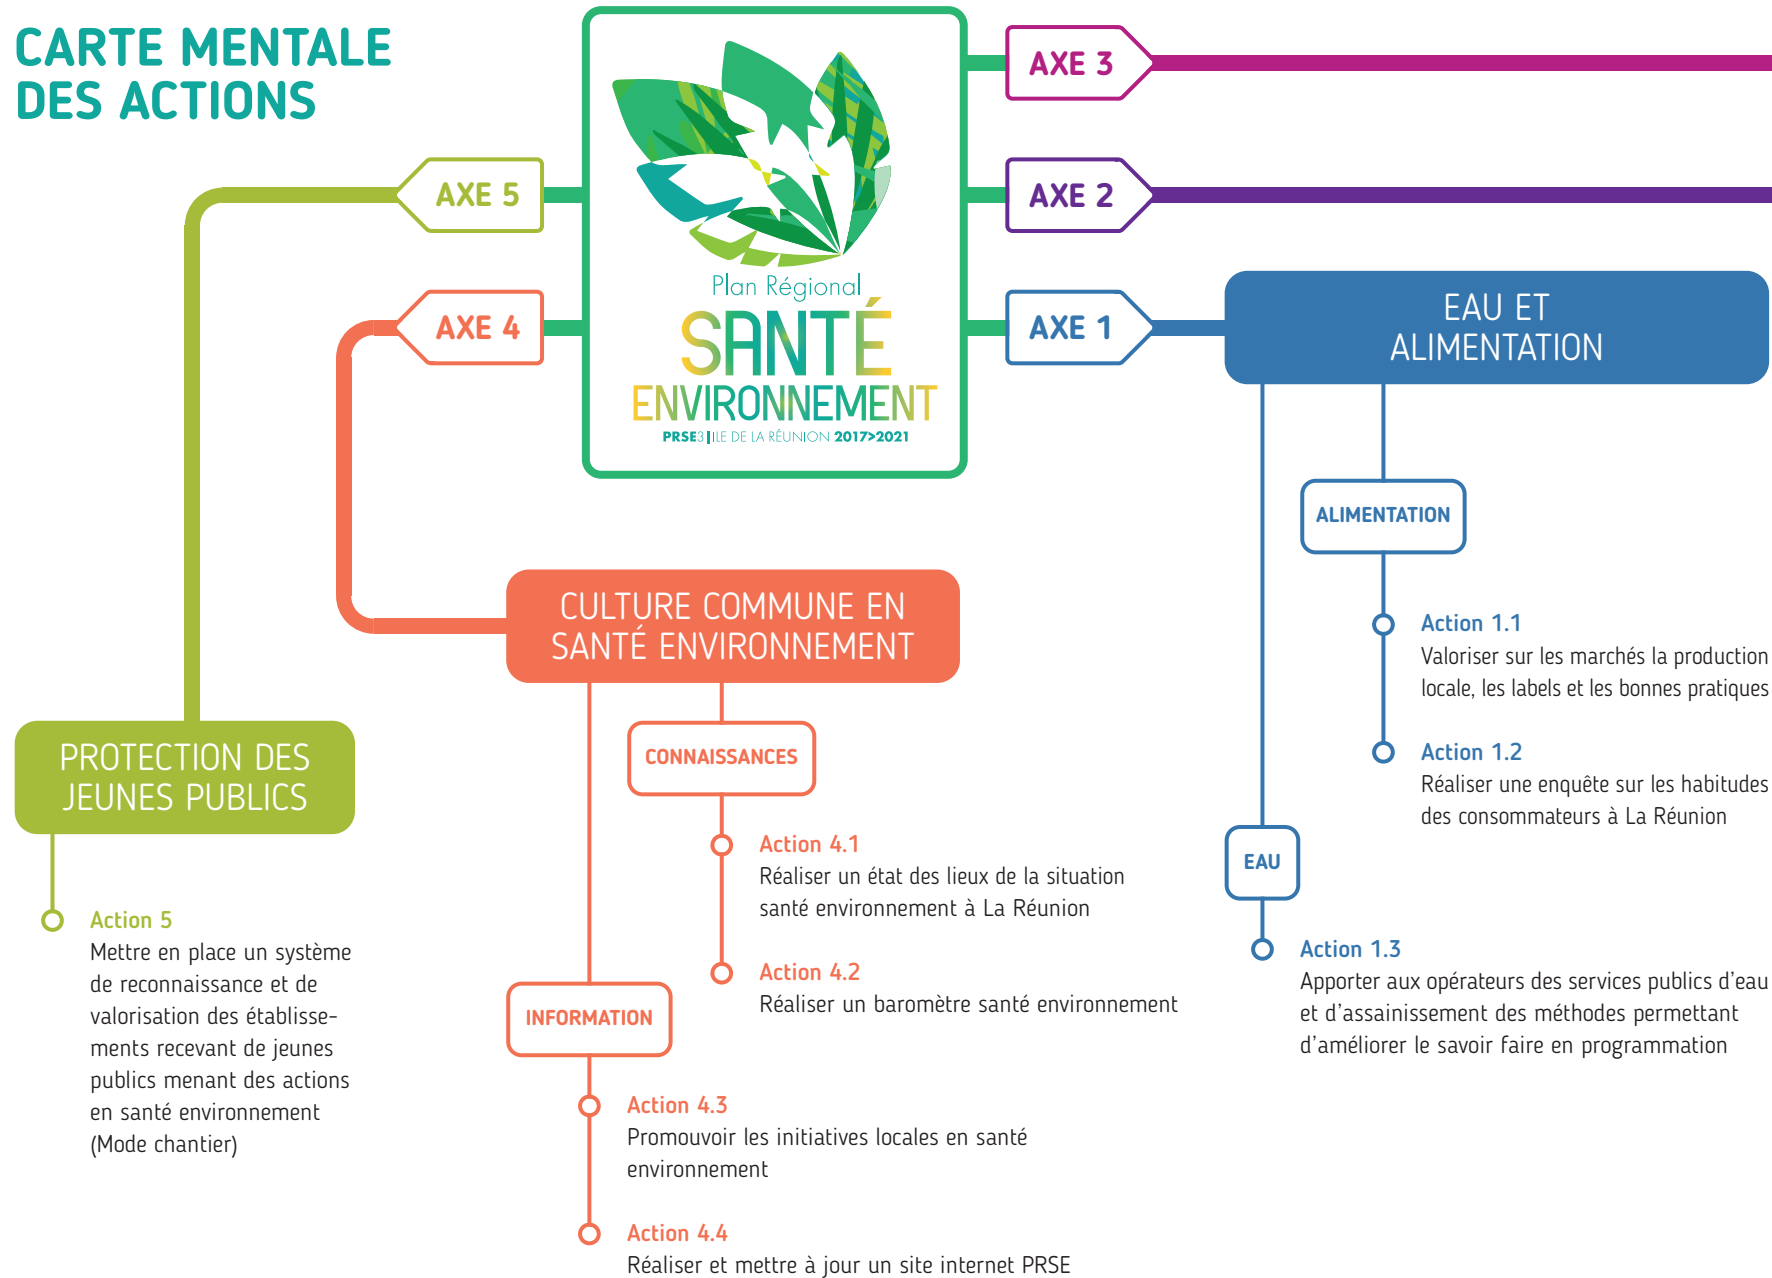 CARTE MENTALE
DES ACTIONS
AXE 3
AXE 5
AXE 2
Plan Régional
SANTÉ
ENVIRONNEMENT
PRSE3 | ILE DE LA RÉUNION 2017>2021
AXE 4
AXE 1
EAU ET
ALIMENTATION
ALIMENTATION
Action 1.1
Valoriser sur les marchés la production
locale, les labels et les bonnes pratiques
Action 1.2
Réaliser une enquête sur les habitudes
des consommateurs à La Réunion
EAU
Action 1.3
Apporter aux opérateurs des services publics d'eau
et d'assainissement des méthodes permettant
d'améliorer le savoir faire en programmation
CULTURE COMMUNE EN
SANTÉ ENVIRONNEMENT
CONNAISSANCES
Action 4.1
Réaliser un état des lieux de la situation
santé environnement à La Réunion
Action 4.2
Réaliser un baromètre santé environnement
INFORMATION
Action 4.3
Promouvoir les initiatives locales en santé
environnement
Action 4.4
Réaliser et mettre à jour un site internet PRSE
PROTECTION DES
JEUNES PUBLICS
Action 5
Mettre en place un système
de reconnaissance et de
valorisation des établisse-
ments recevant de jeunes
publics menant des actions
en santé environnement
(Mode chantier)